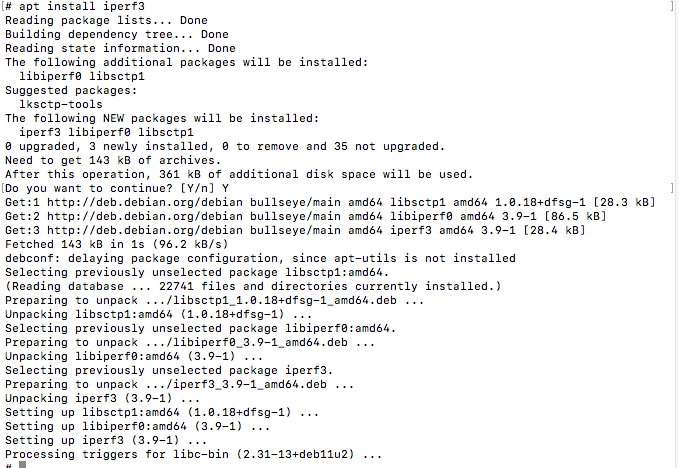 # apt install iperf3
Reading package lists... Done
Building dependency tree... Done
Reading state information... Done
The following additional packages will be installed:
  libiperf0 libsctp1
Suggested packages:
  lksctp-tools
The following NEW packages will be installed:
  iperf3 libiperf0 libsctp1
0 upgraded, 3 newly installed, 0 to remove and 35 not upgraded.
Need to get 143 kB of archives.
After this operation, 361 kB of additional disk space will be used.
Do you want to continue? [Y/n] Y
Get:1 http://deb.debian.org/debian bullseye/main amd64 libsctp1 amd64 1.0.18+dfsg-1 [28.3 kB]
Get:2 http://deb.debian.org/debian bullseye/main amd64 libiperf0 amd64 3.9-1 [86.5 kB]
Get:3 http://deb.debian.org/debian bullseye/main amd64 iperf3 amd64 3.9-1 [28.4 kB]
Fetched 143 kB in 1s (96.2 kB/s)
debconf: delaying package configuration, since apt-utils is not installed
Selecting previously unselected package libsctp1:amd64.
(Reading database ... 22741 files and directories currently installed.)
Preparing to unpack .../libsctp1_1.0.18+dfsg-1_amd64.deb ...
Unpacking libsctp1:amd64 (1.0.18+dfsg-1) ...
Selecting previously unselected package libiperf0:amd64.
Preparing to unpack .../libiperf0_3.9-1_amd64.deb ...
Unpacking libiperf0:amd64 (3.9-1) ...
Selecting previously unselected package iperf3.
Preparing to unpack .../iperf3_3.9-1_amd64.deb ...
Unpacking iperf3 (3.9-1) ...
Setting up libsctp1:amd64 (1.0.18+dfsg-1) ...
Setting up libiperf0:amd64 (3.9-1) ...
Setting up iperf3 (3.9-1) ...
Processing triggers for libc-bin (2.31-13+deb11u2) ...
#